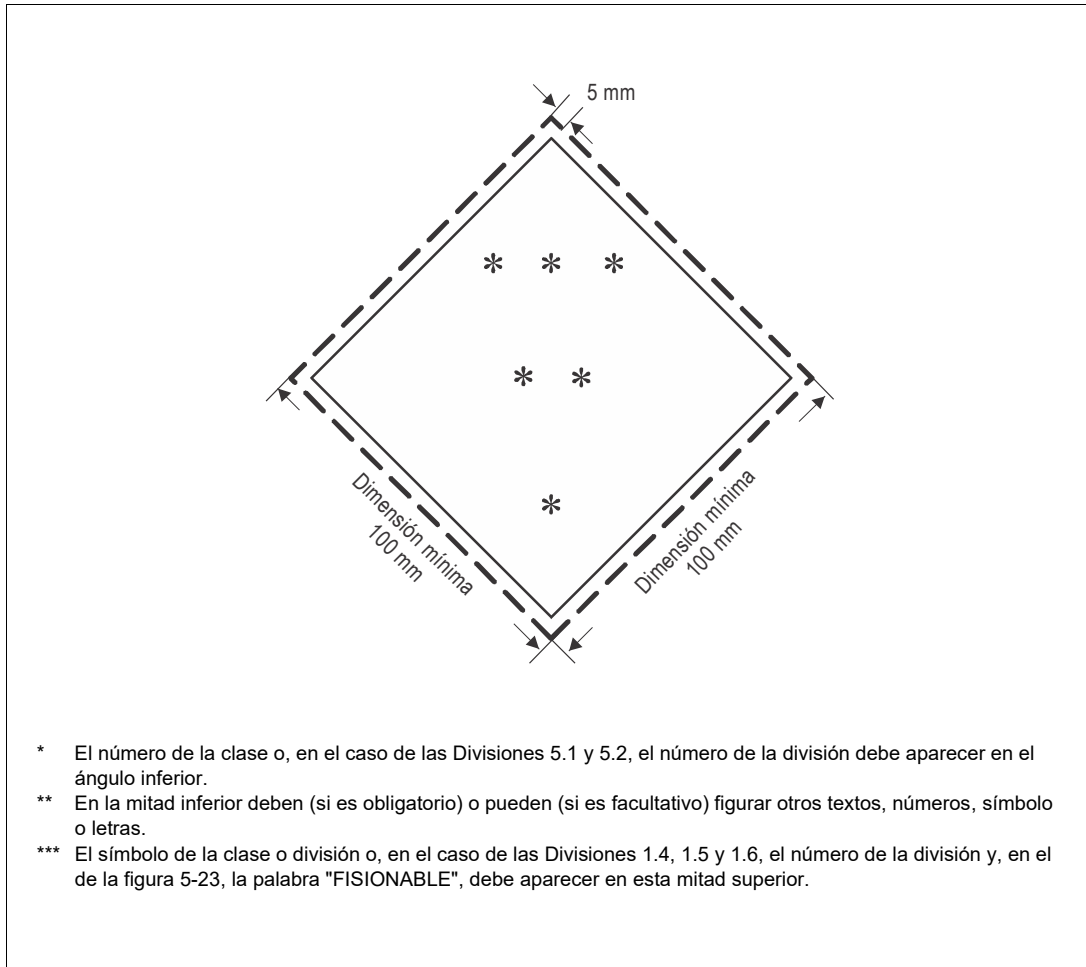 5 mm
* * *
* *
*
Dimensión mínima
100 mm
Dimensión mínima
100 mm
* El número de la clase o, en el caso de las Divisiones 5.1 y 5.2, el número de la división debe aparecer en el
ángulo inferior.
** En la mitad inferior deben (si es obligatorio) o pueden (si es facultativo) figurar otros textos, números, símbolo
o letras.
*** El símbolo de la clase o división o, en el caso de las Divisiones 1.4, 1.5 y 1.6, el número de la división y, en el
de la figura 5-23, la palabra "FISIONABLE", debe aparecer en esta mitad superior.